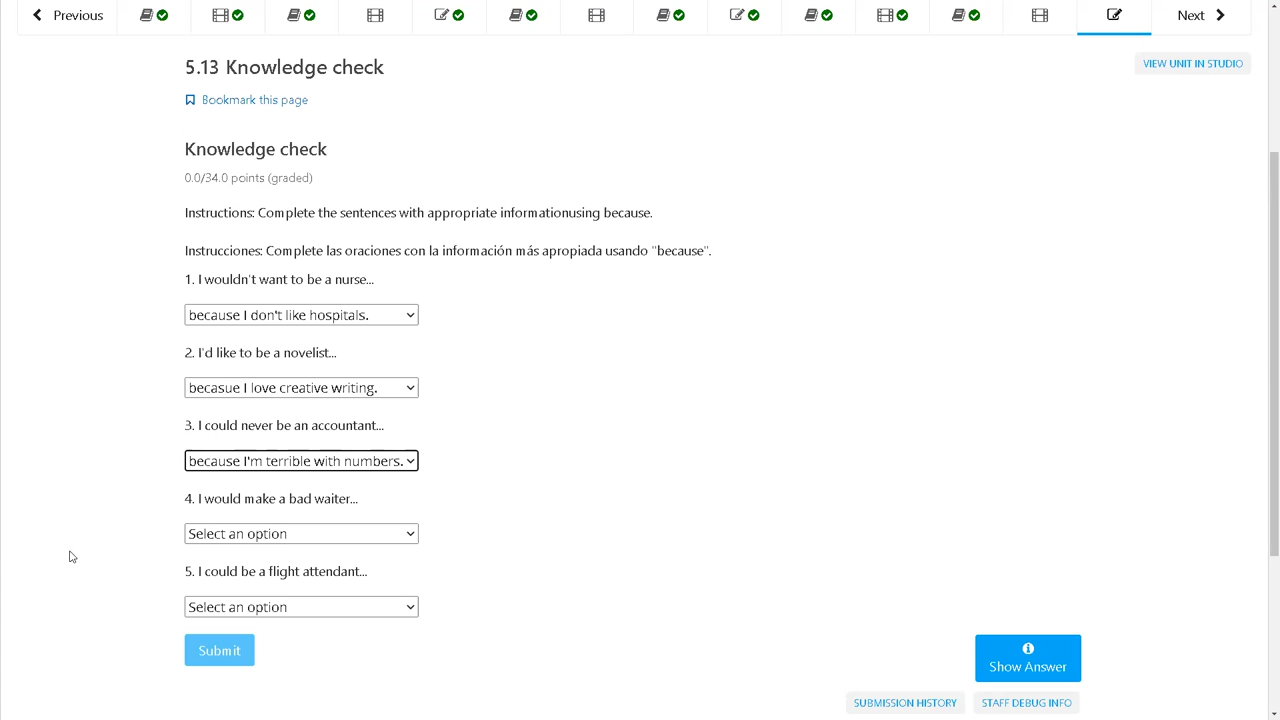 Previous
Next
5.13 Knowledge check
VIEW UNIT IN STUDIO
Bookmark this page
Knowledge check
0.0/34.0 points (graded)
Instructions: Complete the sentences with appropriate informationusing because.
Instrucciones: Complete las oraciones con la información más apropiada usando "because".
1. I wouldn't want to be a nurse...
because I don't like hospitals.
2. I'd like to be a novelist...
becasue I love creative writing.
3. I could never be an accountant...
because I'm terrible with numbers.
4. I would make a bad waiter...
Select an option
5. I could be a flight attendant...
Select an option
Submit
Show Answer
SUBMISSION HISTORY
STAFF DEBUG INFO